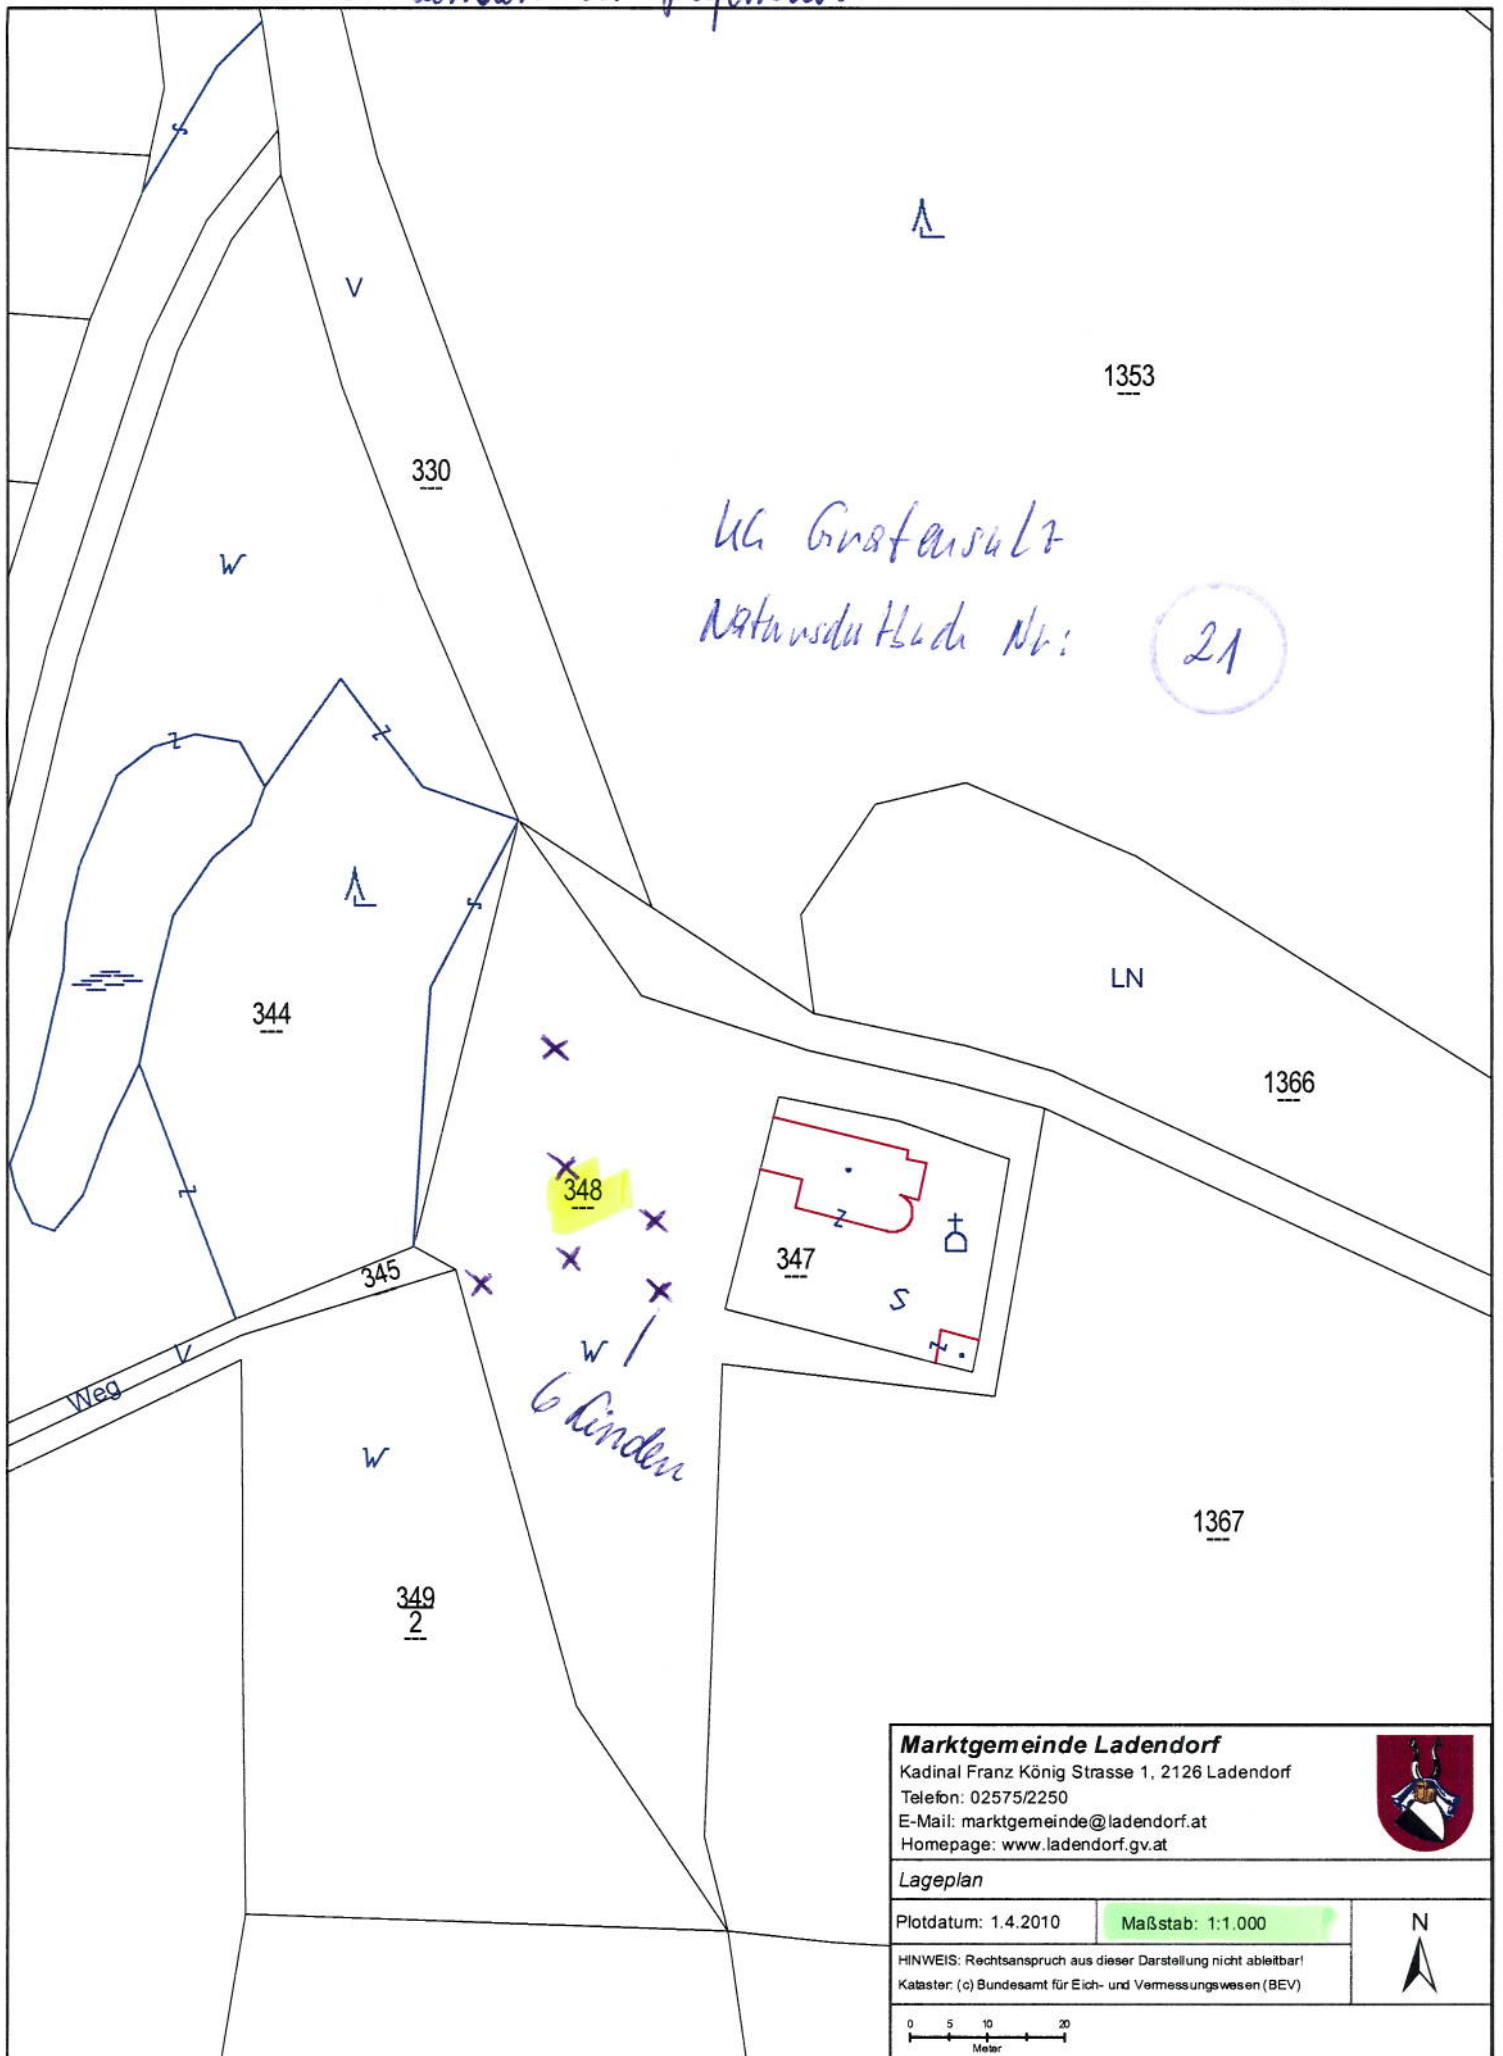 V
1353
330
KG Grafensulz
W
Naturschutzbuch Nr: 21
z
z
s
s
LN
344
1366
348
347
345
z
z
S
W
6 Linden
V
Weg
W
z
1367
349
2
Marktgemeinde Ladendorf
Kadinal Franz König Strasse 1, 2126 Ladendorf
Telefon: 02575/2250
E-Mail: marktgemeinde@ladendorf.at
Homepage: www.ladendorf.gv.at
Lageplan
Plotdatum: 1.4.2010 Maßstab: 1:1.000 N
HINWEIS: Rechtsanspruch aus dieser Darstellung nicht ableitbar!
Kataster: (c) Bundesamt für Eich- und Vermessungswesen (BEV)
0 5 10 20
Meter